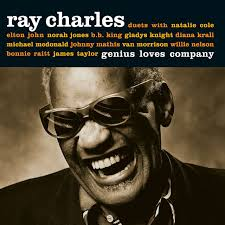 ray charles duets with natalie cole
elton john norah jones b.b. king gladys knight diana krall
michael mcdonald johnny mathis van morrison willie nelson
bonnie raitt james taylor genius loves company